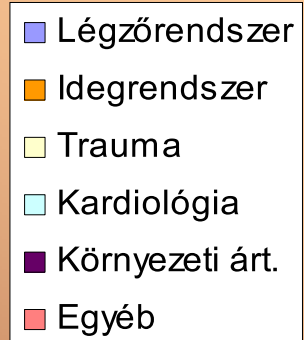 Légzőrendszer
Idegrendszer
Trauma
Kardiológia
Környezeti árt.
Egyéb